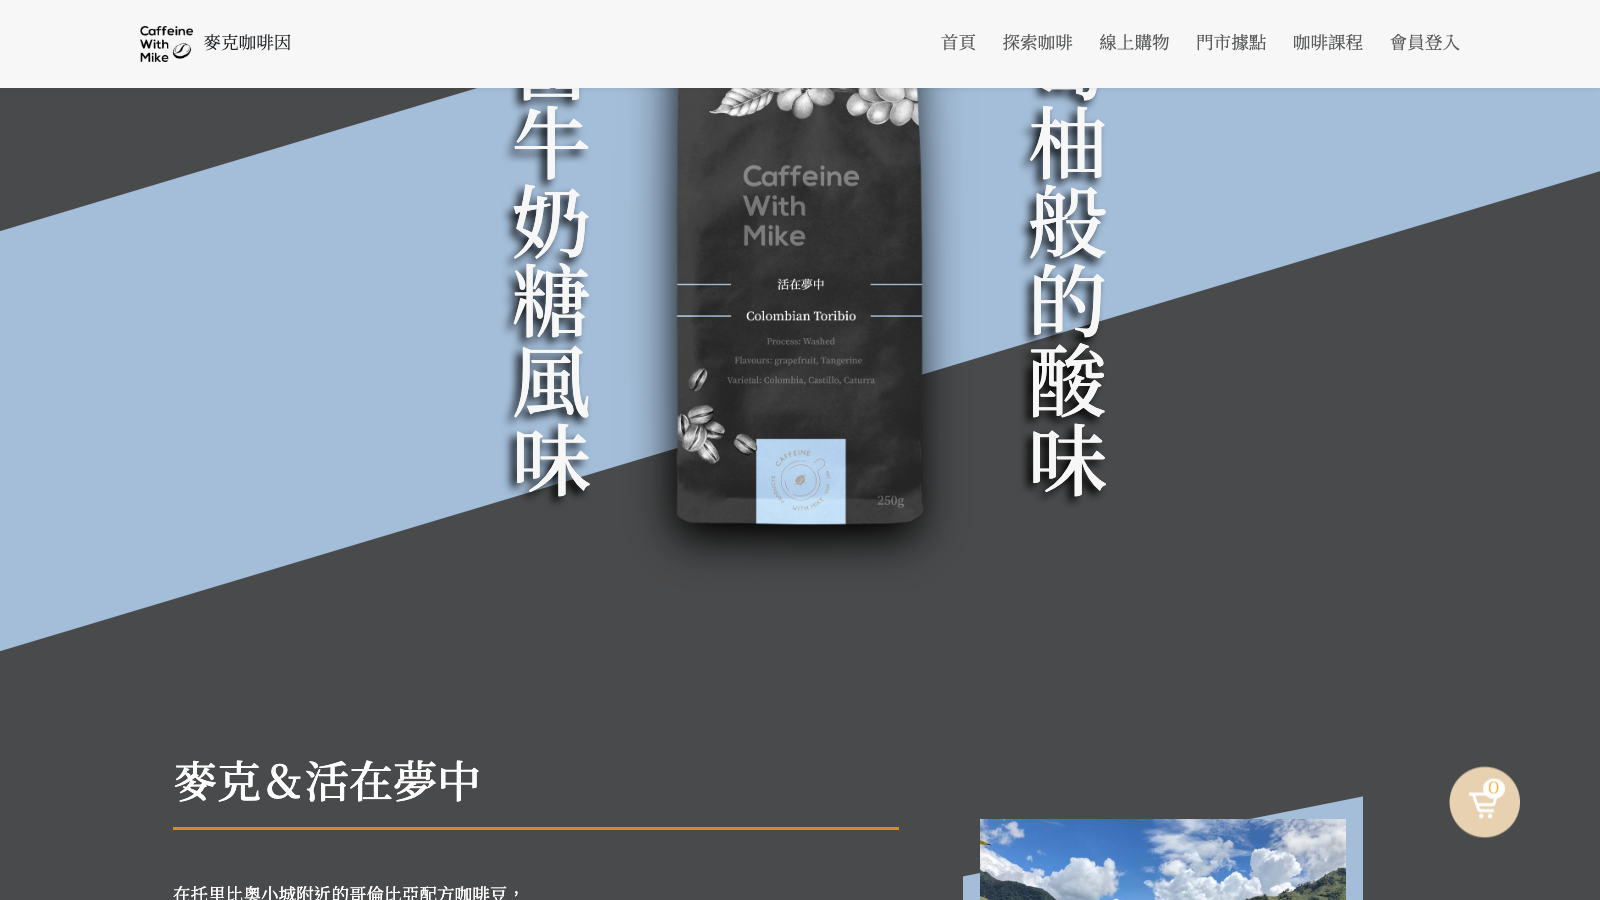 Caffeine
With
Mike
麥克咖啡因
首頁
探索咖啡
線上購物
門市據點
咖啡課程
會員登入
柚般的酸味
牛奶糖風味
Caffeine
With
Mike
活在夢中
Colombian Toribio
Process: Washed
Flavours: grapefruit, Tangerine
Varietal: Colombia, Castillo, Caturra
CAFFEINE
WITH MIKE
250g
麥克＆活在夢中
0
在托里比奧小城附近的哥倫比亞配方咖啡豆，